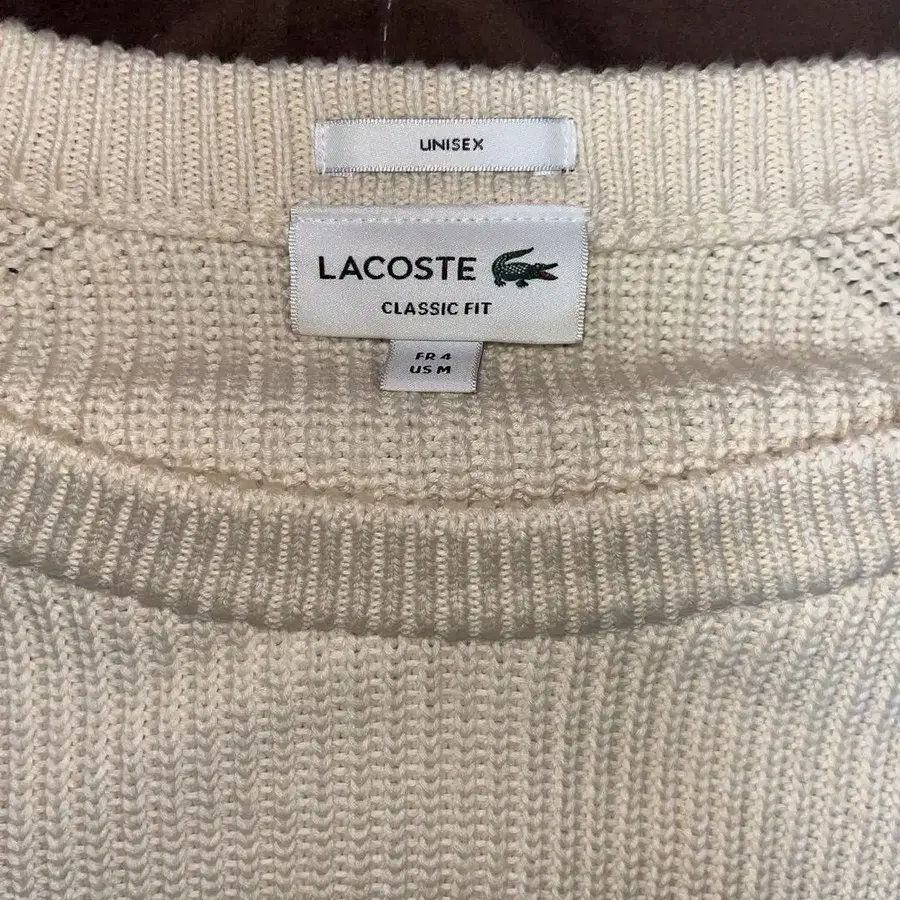 UNISEX
LACOSTE
CLASSIC FIT
FR 4
US M